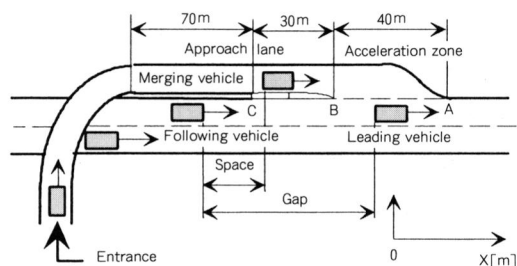 70m 30m 40m
Approach lane Acceleration zone
Merging vehicle
C B A
Following vehicle Leading vehicle
Space
Gap
Entrance
0 X[m]